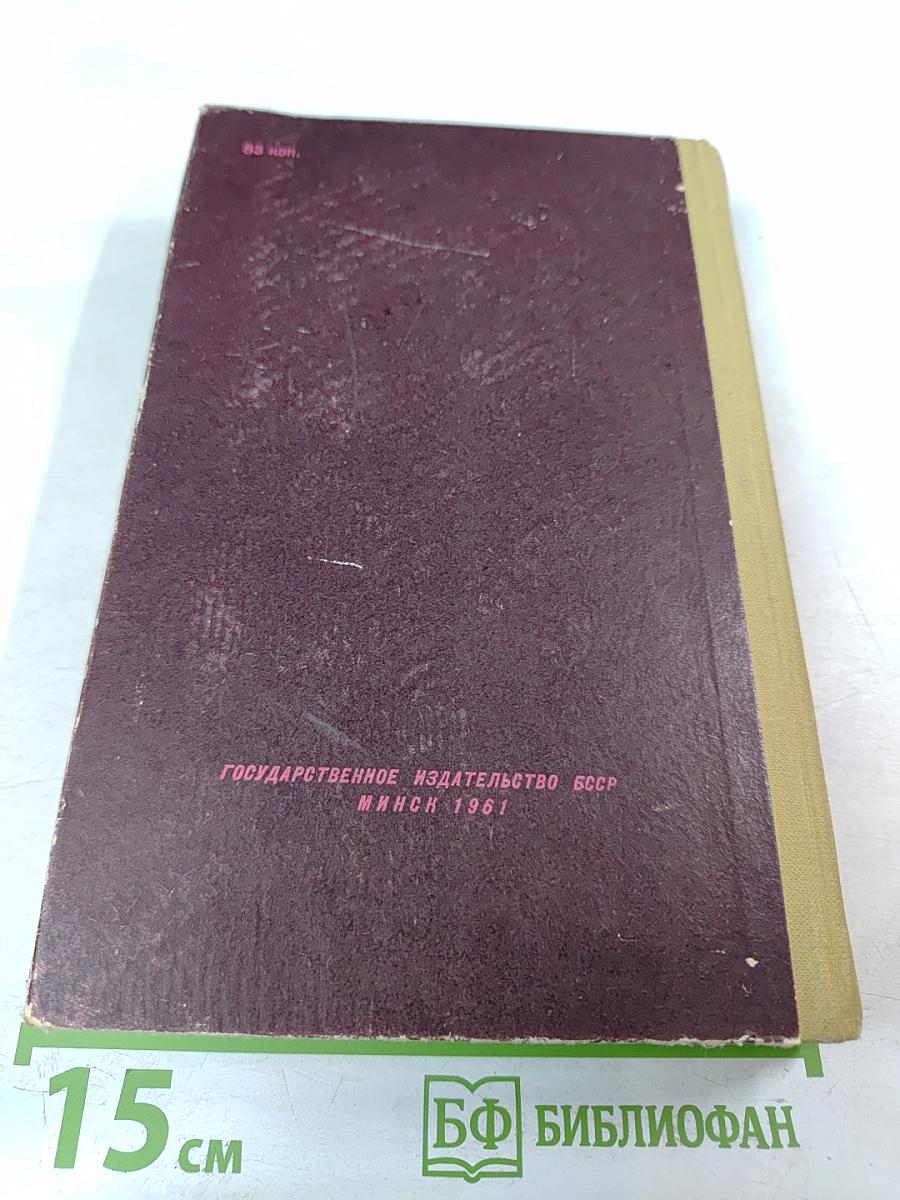 83 коп.
ГОСУДАРСТВЕННОЕ ИЗДАТЕЛЬСТВО БССР
МИНСК 1961
15 см
БФ БИБЛИОФАН